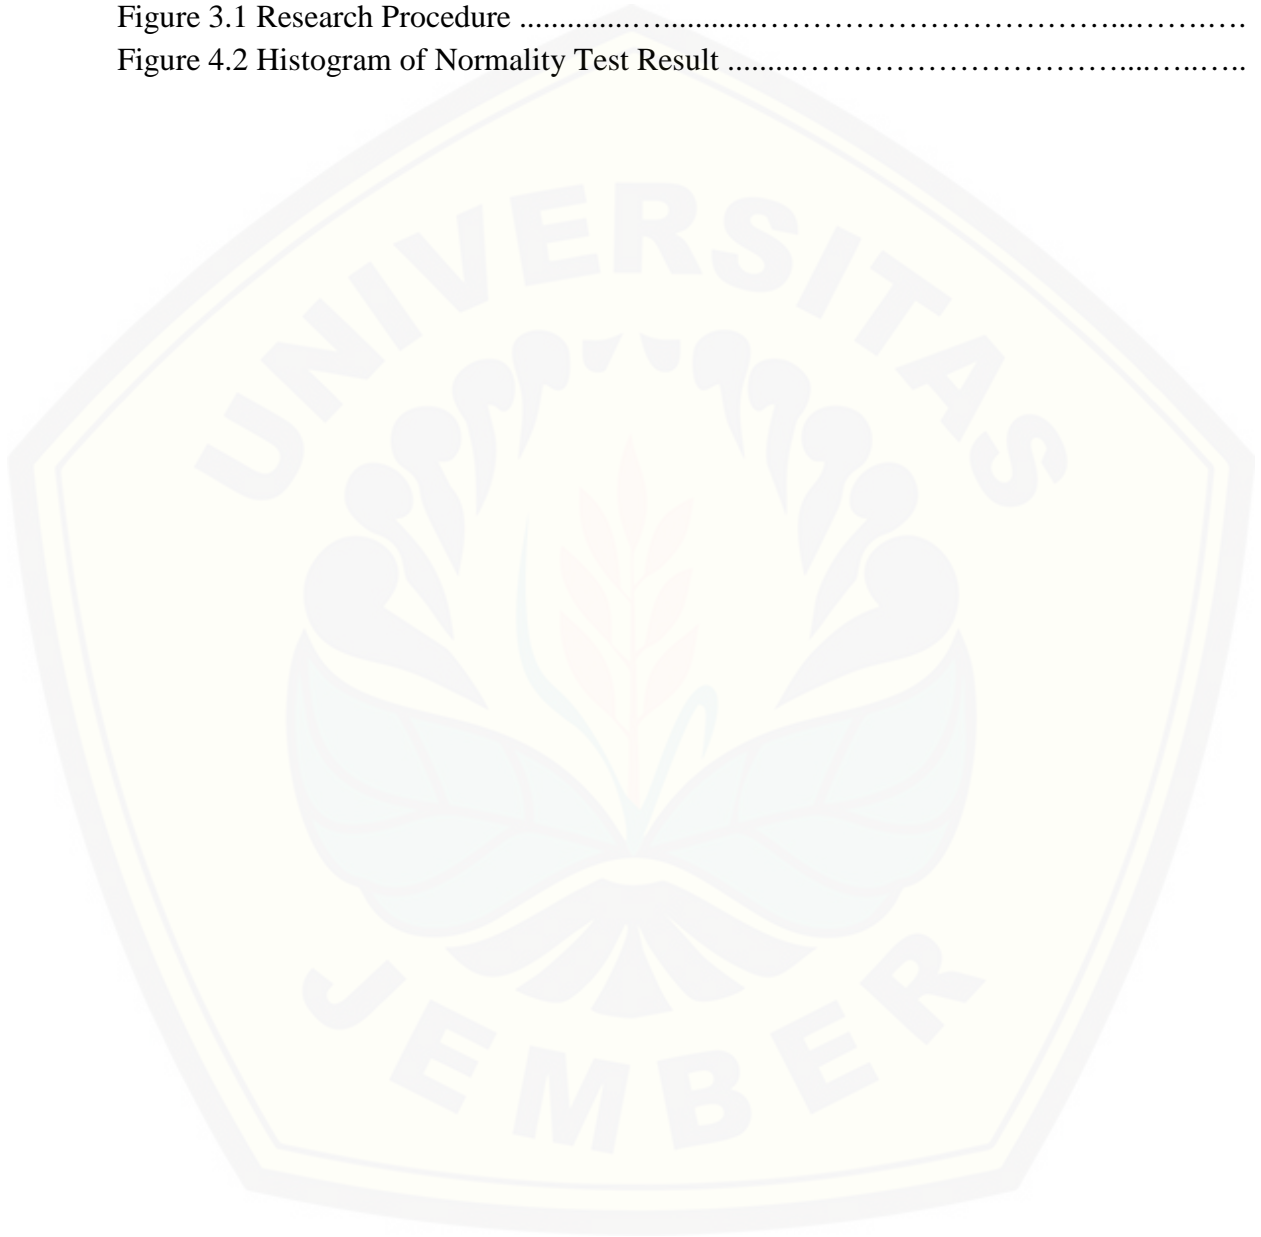 Figure 3.1 Research Procedure .............…............…………………………………...…….….
Figure 4.2 Histogram of Normality Test Result .........……………………………....…..…..
UNIVERSITAS
JEMBER